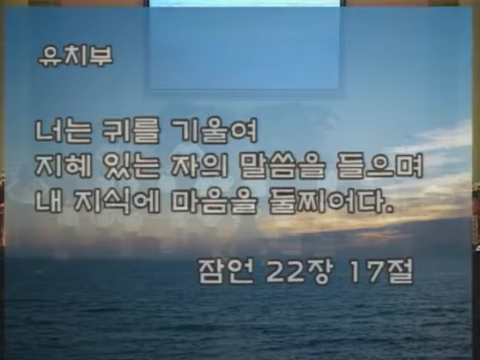 유치부
너는 귀를 기울여
지혜 있는 자의 말씀을 들으며
내 지식에 마음을 둘찌어다.
잠언 22장 17절